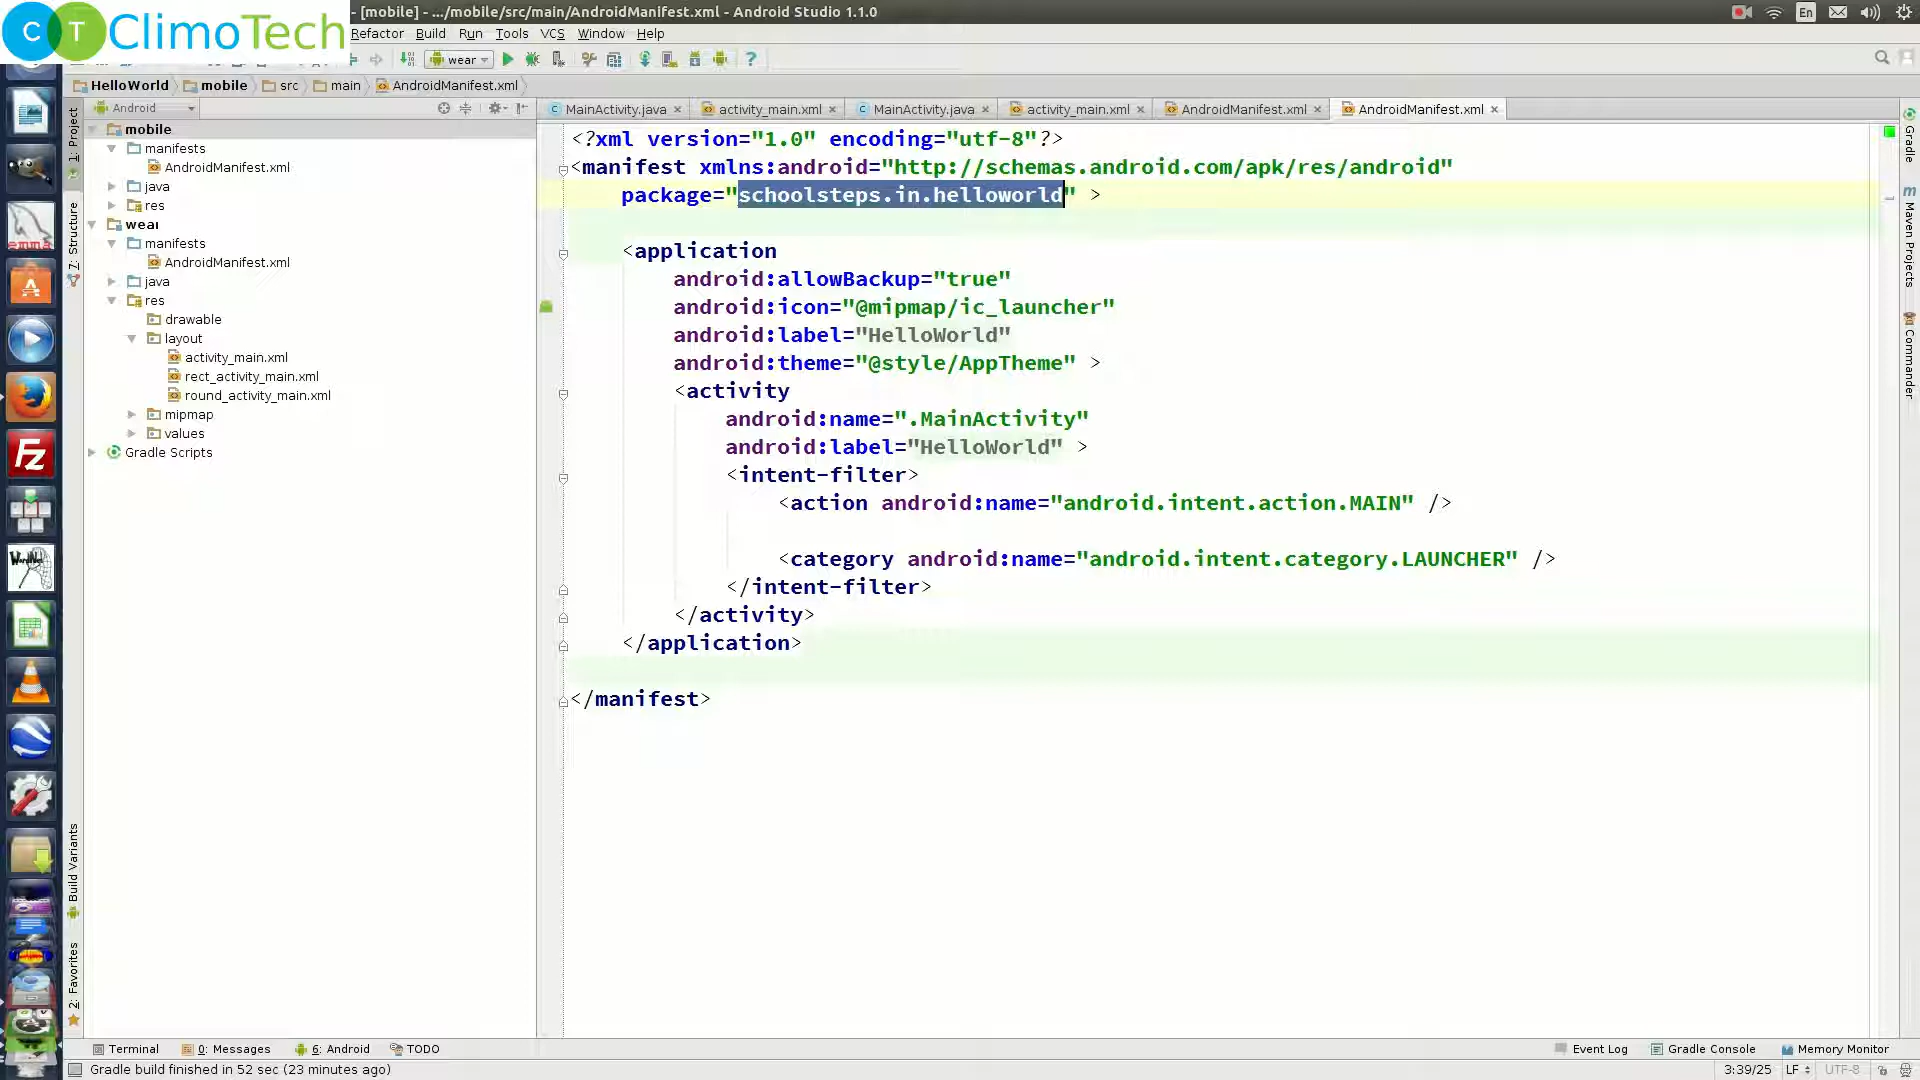 CT ClimoTech
- [mobile] - .../mobile/src/main/AndroidManifest.xml - Android Studio 1.1.0
En
Refactor Build Run Tools VCS Window Help
wear
?
HelloWorld mobile src main AndroidManifest.xml
Android
MainActivity.java activity_main.xml MainActivity.java activity_main.xml AndroidManifest.xml AndroidManifest.xml
1: Project
7: Structure
Build Variants
2: Favorites
mobile
manifests
AndroidManifest.xml
java
res
wear
manifests
AndroidManifest.xml
java
res
drawable
layout
activity_main.xml
rect_activity_main.xml
round_activity_main.xml
mipmap
values
Gradle Scripts
<?xml version="1.0" encoding="utf-8"?>
<manifest xmlns:android="http://schemas.android.com/apk/res/android"
package="schoolsteps.in.helloworld" >
<application
android:allowBackup="true"
android:icon="@mipmap/ic_launcher"
android:label="HelloWorld"
android:theme="@style/AppTheme" >
<activity
android:name=".MainActivity"
android:label="HelloWorld" >
<intent-filter>
<action android:name="android.intent.action.MAIN" />
<category android:name="android.intent.category.LAUNCHER" />
</intent-filter>
</activity>
</application>
</manifest>
Gradle
m Maven Projects
Commander
emma
A
Fz
Terminal 0: Messages 6: Android TODO
Event Log Gradle Console Memory Monitor
Gradle build finished in 52 sec (23 minutes ago)
3:39/25 LF UTF-8